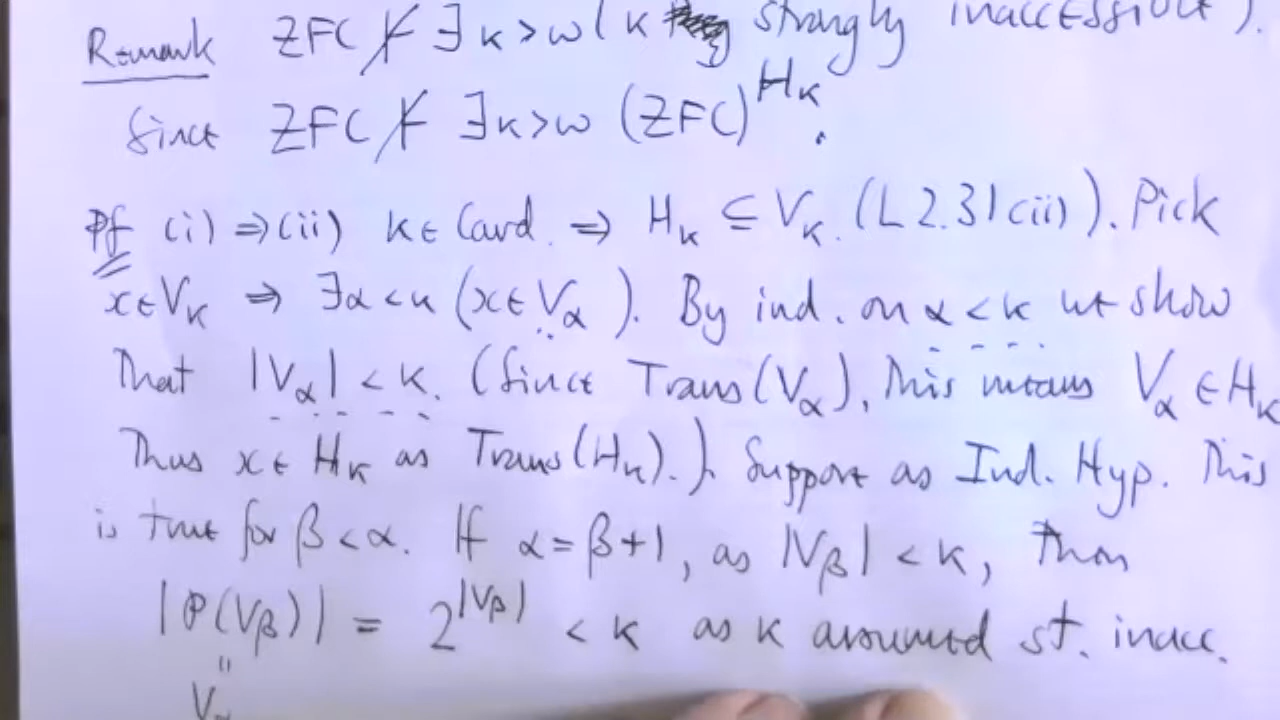 Remark ZFC ⊬ ∃κ>ω (κ strongly inaccessible).
Since ZFC ⊬ ∃κ>ω (ZFC)^{H_κ}.
Pf (i) ⇒ (ii) κ ∈ Card. ⇒ H_κ ⊆ V_κ. (L 2.31 (ii)). Pick
x ∈ V_κ ⇒ ∃α<κ (x ∈ V_α). By ind. on α < κ we show
that |V_α| < κ. (Since Trans(V_α), this means V_α ∈ H_κ
Thus x ∈ H_κ as Trans(H_κ).). Suppose as Ind. Hyp. this
is true for β < α. If α = β+1, as |V_β| < κ, then
|P(V_β)| = 2^{|V_β|} < κ as κ assumed st. inacc.
"
V_α